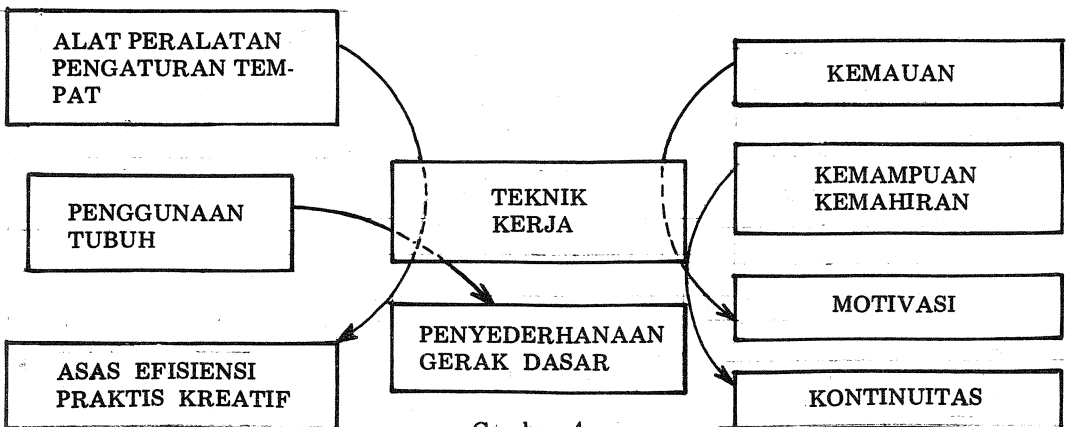 ALAT PERALATAN
PENGATURAN TEM-
PAT
KEMAUAN
PENGGUNAAN
TUBUH
TEKNIK
KERJA
KEMAMPUAN
KEMAHIRAN
MOTIVASI
PENYEDERHANAAN
GERAK DASAR
ASAS EFISIENSI
PRAKTIS KREATIF
KONTINUITAS